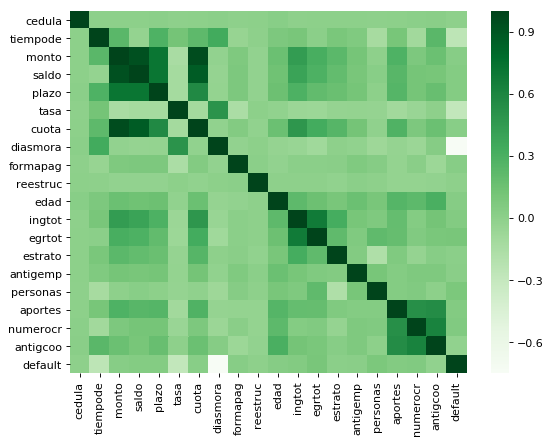 cedula
tiempode
monto
saldo
plazo
tasa
cuota
diasmora
formapag
reestruc
edad
ingtot
egrtot
estrato
antigemp
personas
aportes
numerocr
antigcoo
default
cedula
tiempode
monto
saldo
plazo
tasa
cuota
diasmora
formapag
reestruc
edad
ingtot
egrtot
estrato
antigemp
personas
aportes
numerocr
antigcoo
default
0.9
0.6
0.3
0.0
−0.3
−0.6